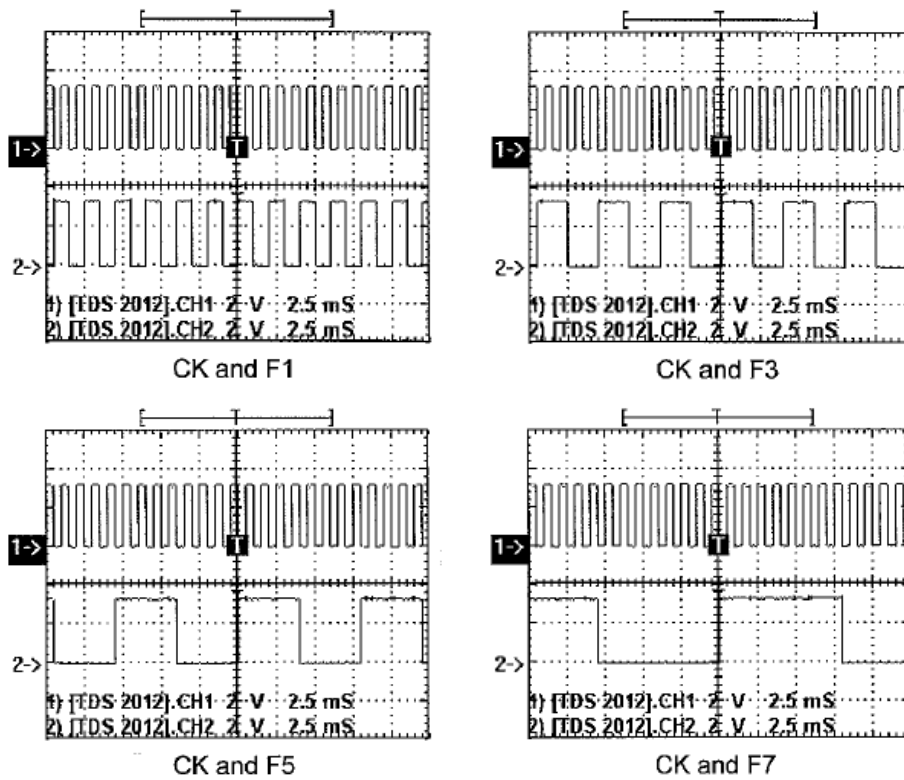 T
1->
T
2->
1) [TDS 2012].CH1 2 V 2.5 mS
2) [TDS 2012].CH2 2 V 2.5 mS
CK and F1
T
1->
T
2->
1) [TDS 2012].CH1 2 V 2.5 mS
2) [TDS 2012].CH2 2 V 2.5 mS
CK and F3
T
1->
T
2->
1) [TDS 2012].CH1 2 V 2.5 mS
2) [TDS 2012].CH2 2 V 2.5 mS
CK and F5
T
1->
T
2->
1) [TDS 2012].CH1 2 V 2.5 mS
2) [TDS 2012].CH2 2 V 2.5 mS
CK and F7